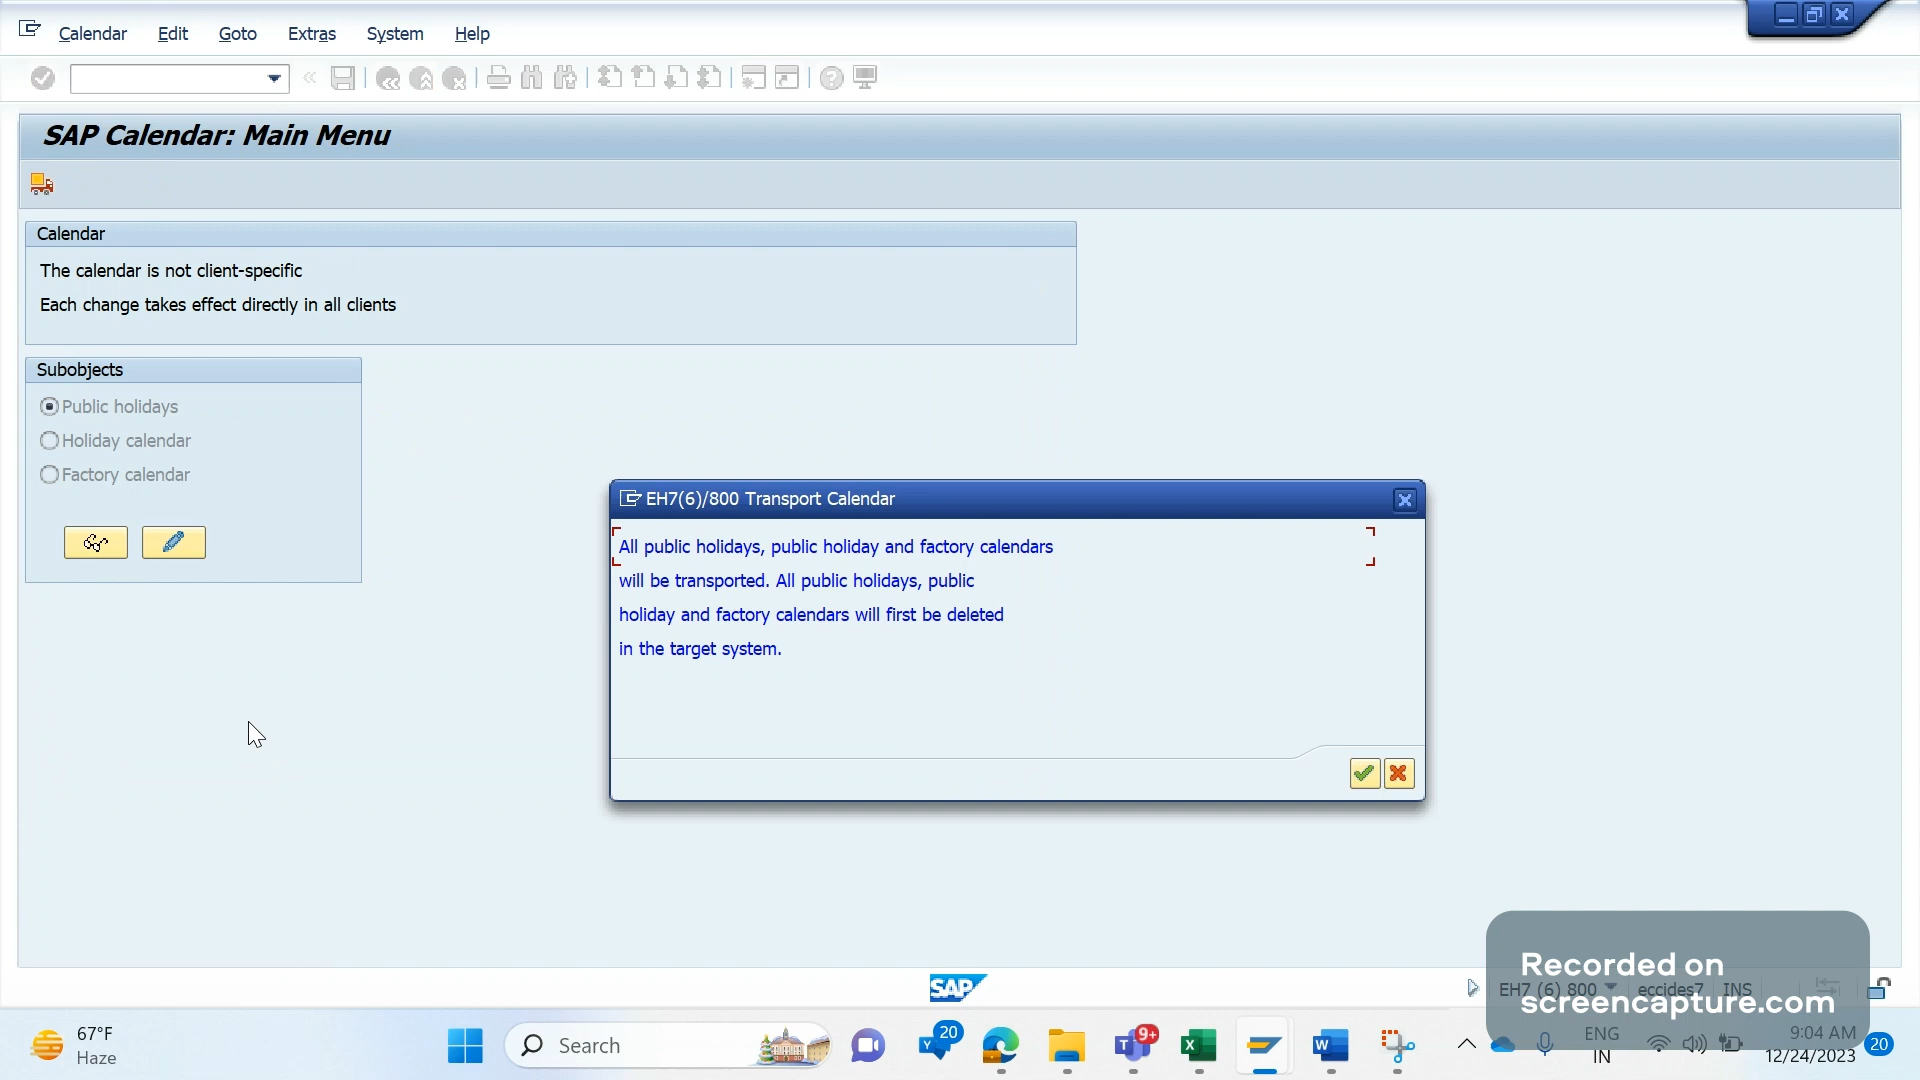 Calendar Edit Goto Extras System Help
SAP Calendar: Main Menu
Calendar
The calendar is not client-specific
Each change takes effect directly in all clients
Subobjects
Public holidays
Holiday calendar
Factory calendar
EH7(6)/800 Transport Calendar
All public holidays, public holiday and factory calendars
will be transported. All public holidays, public
holiday and factory calendars will first be deleted
in the target system.
SAP
EH7 (6) 800 eccides7 INS
Recorded on
screencapture.com
67°F
Haze
Search
20
9+
ENG
IN
9:04 AM
12/24/2023
20